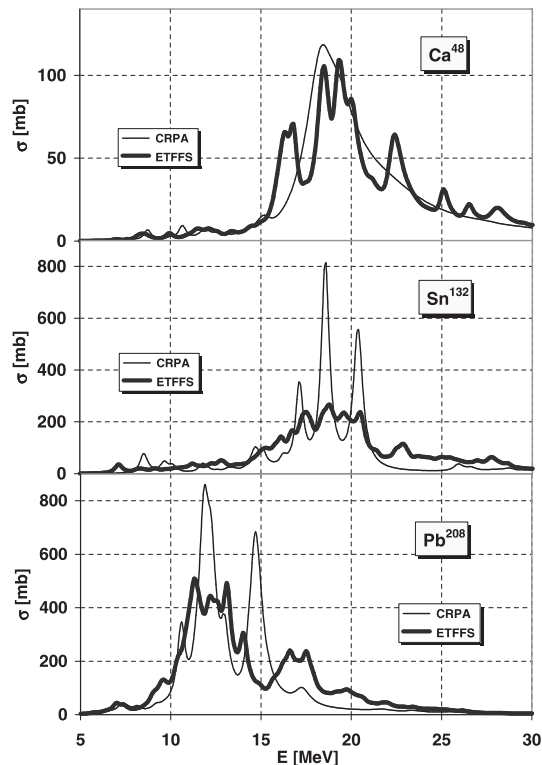 Ca48
σ [mb]
100
50
0
CRPA
ETFFS
Sn132
σ [mb]
800
600
400
200
0
CRPA
ETFFS
Pb208
σ [mb]
800
600
400
200
0
CRPA
ETFFS
5 10 15 20 25 30
E [MeV]